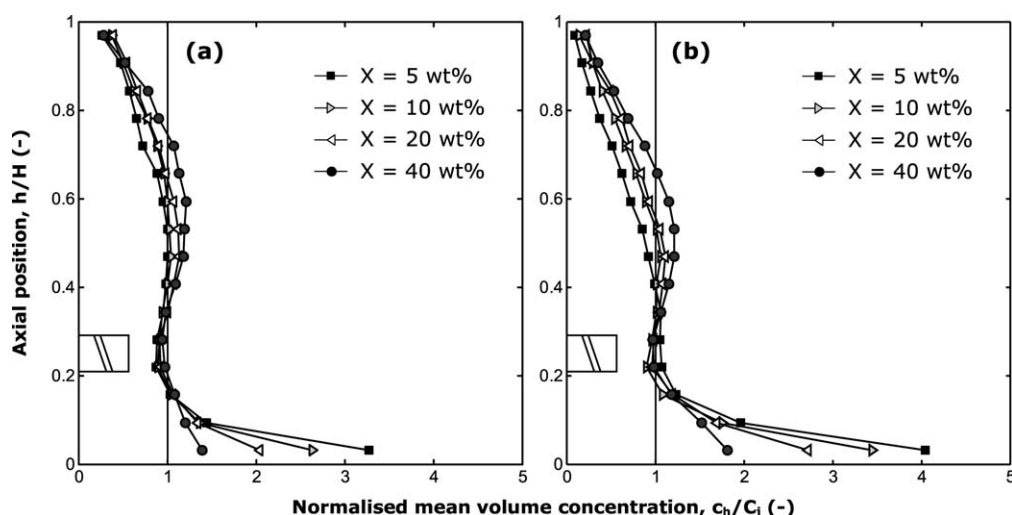 (a)
X = 5 wt%
X = 10 wt%
X = 20 wt%
X = 40 wt%
(b)
X = 5 wt%
X = 10 wt%
X = 20 wt%
X = 40 wt%
Axial position, h/H (-)
1
0.8
0.6
0.4
0.2
0
0 1 2 3 4 5
1
0.8
0.6
0.4
0.2
0
0 1 2 3 4 5
Normalised mean volume concentration, ch/Ci (-)